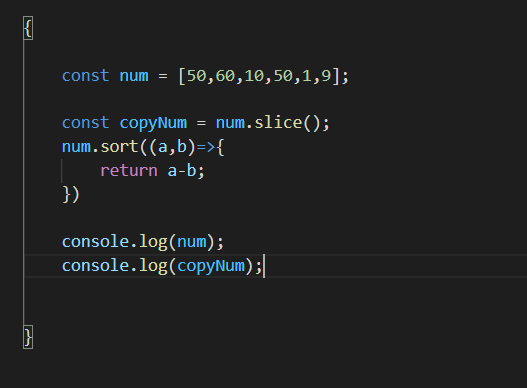 {
const num = [50,60,10,50,1,9];
const copyNum = num.slice();
num.sort((a,b)=>{
return a-b;
})
console.log(num);
console.log(copyNum);
}